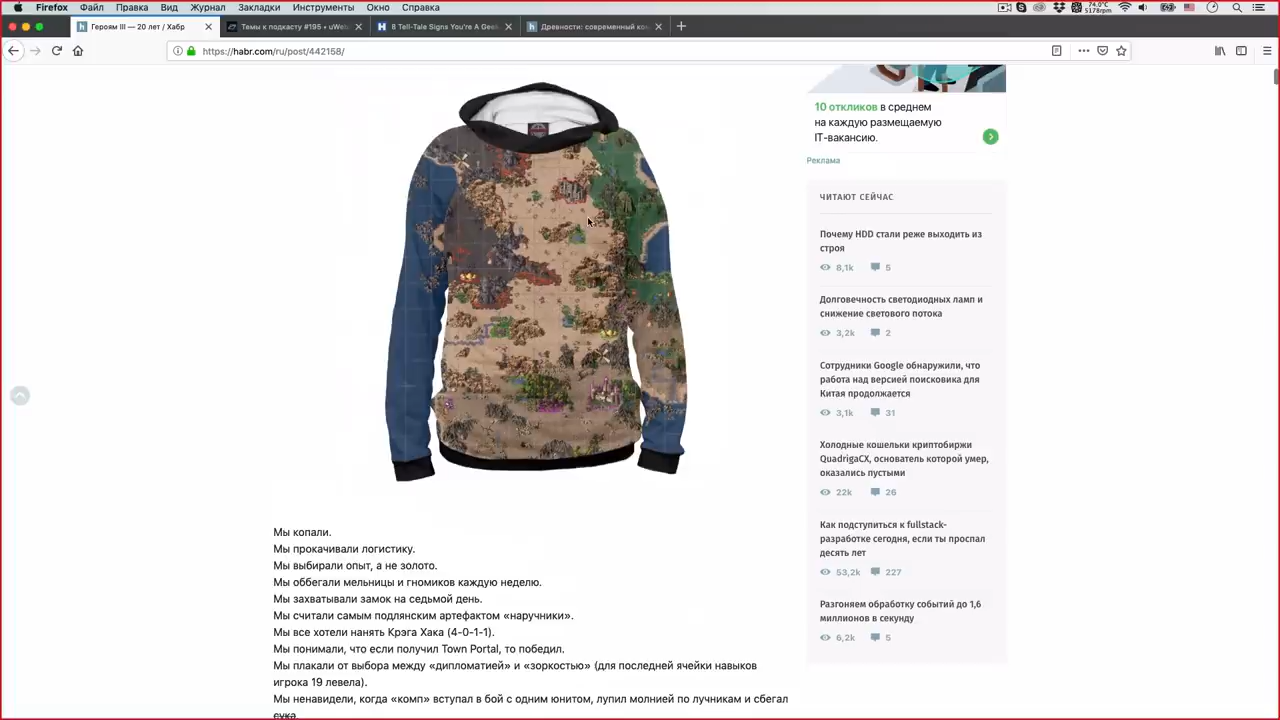 Firefox Файл Правка Вид Журнал Закладки Инструменты Окно Справка
74.0°C
5178rpm
Героям III — 20 лет / Хабр
Темы к подкасту #195 • uWeb
8 Tell-Tale Signs You're A Geek
Древности: современный кон
https://habr.com/ru/post/442158/
10 откликов в среднем
на каждую размещаемую
IT-вакансию.
Реклама
ЧИТАЮТ СЕЙЧАС
Почему HDD стали реже выходить из
строя
8,1k 5
Долговечность светодиодных ламп и
снижение светового потока
3,2k 2
Сотрудники Google обнаружили, что
работа над версией поисковика для
Китая продолжается
3,1k 31
Холодные кошельки криптобиржи
QuadrigaCX, основатель которой умер,
оказались пустыми
22k 26
Как подступиться к fullstack-
разработке сегодня, если ты проспал
десять лет
53,2k 227
Разгоняем обработку событий до 1,6
миллионов в секунду
6,2k 5
Мы копали.
Мы прокачивали логистику.
Мы выбирали опыт, а не золото.
Мы оббегали мельницы и гномиков каждую неделю.
Мы захватывали замок на седьмой день.
Мы считали самым подлянским артефактом «наручники».
Мы все хотели нанять Крэга Хака (4-0-1-1).
Мы понимали, что если получил Town Portal, то победил.
Мы плакали от выбора между «дипломатией» и «зоркостью» (для последней ячейки навыков
игрока 19 левела).
Мы ненавидели, когда «комп» вступал в бой с одним юнитом, лупил молнией по лучникам и сбегал
сука.